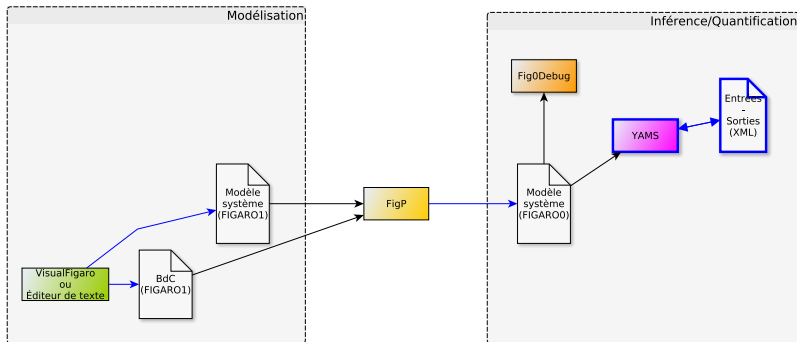 Modélisation
Inférence/Quantification
Fig0Debug
Entrées
-
Sorties
(XML)
YAMS
Modèle
système
(FIGARO1)
FigP
Modèle
système
(FIGARO0)
VisualFigaro
ou
Éditeur de texte
BdC
(FIGARO1)